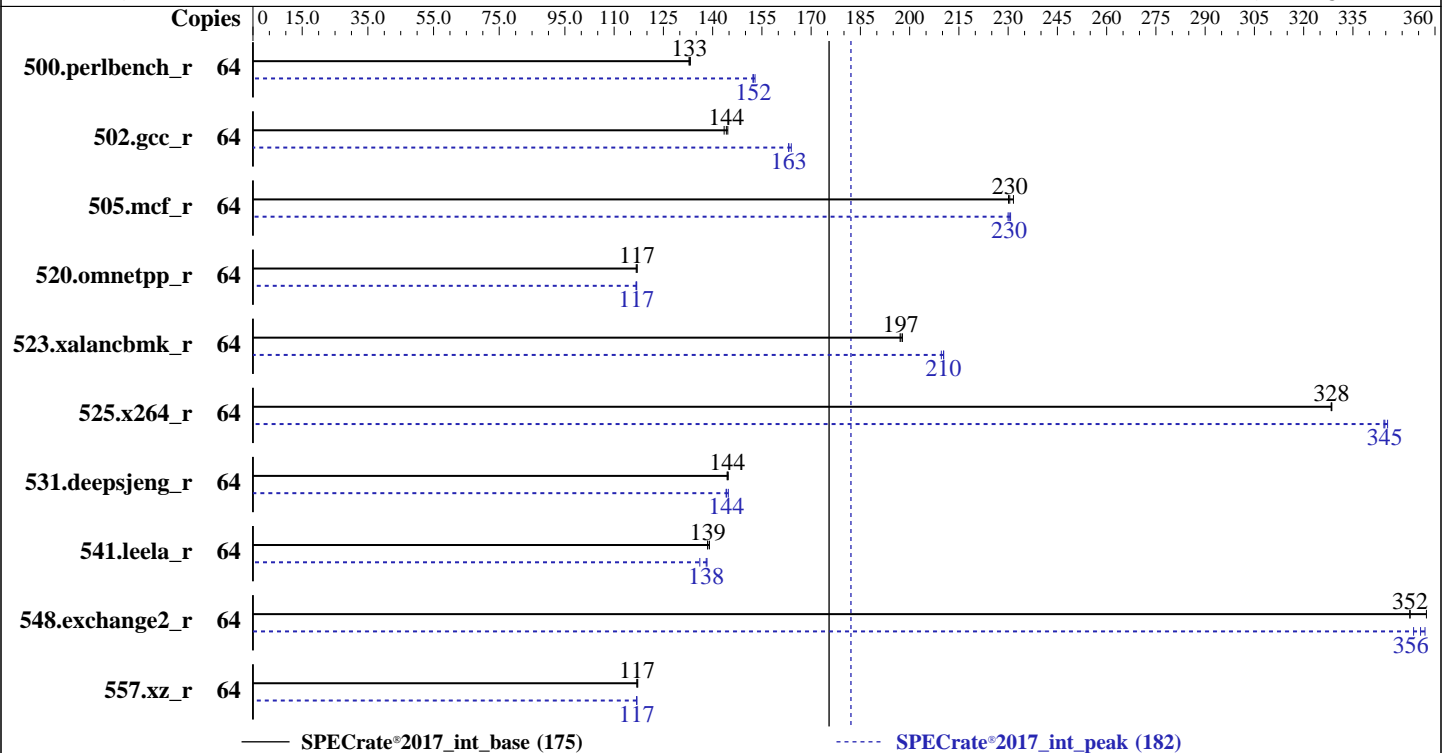 Copies 0 15.0 35.0 55.0 75.0 95.0 110 125 140 155 170 185 200 215 230 245 260 275 290 305 320 335 360
133
500.perlbench_r 64
152
144
502.gcc_r 64
163
230
505.mcf_r 64
230
117
520.omnetpp_r 64
117
197
523.xalancbmk_r 64
210
328
525.x264_r 64
345
144
531.deepsjeng_r 64
144
139
541.leela_r 64
138
352
548.exchange2_r 64
356
117
557.xz_r 64
117
SPECrate®2017_int_base (175) SPECrate®2017_int_peak (182)